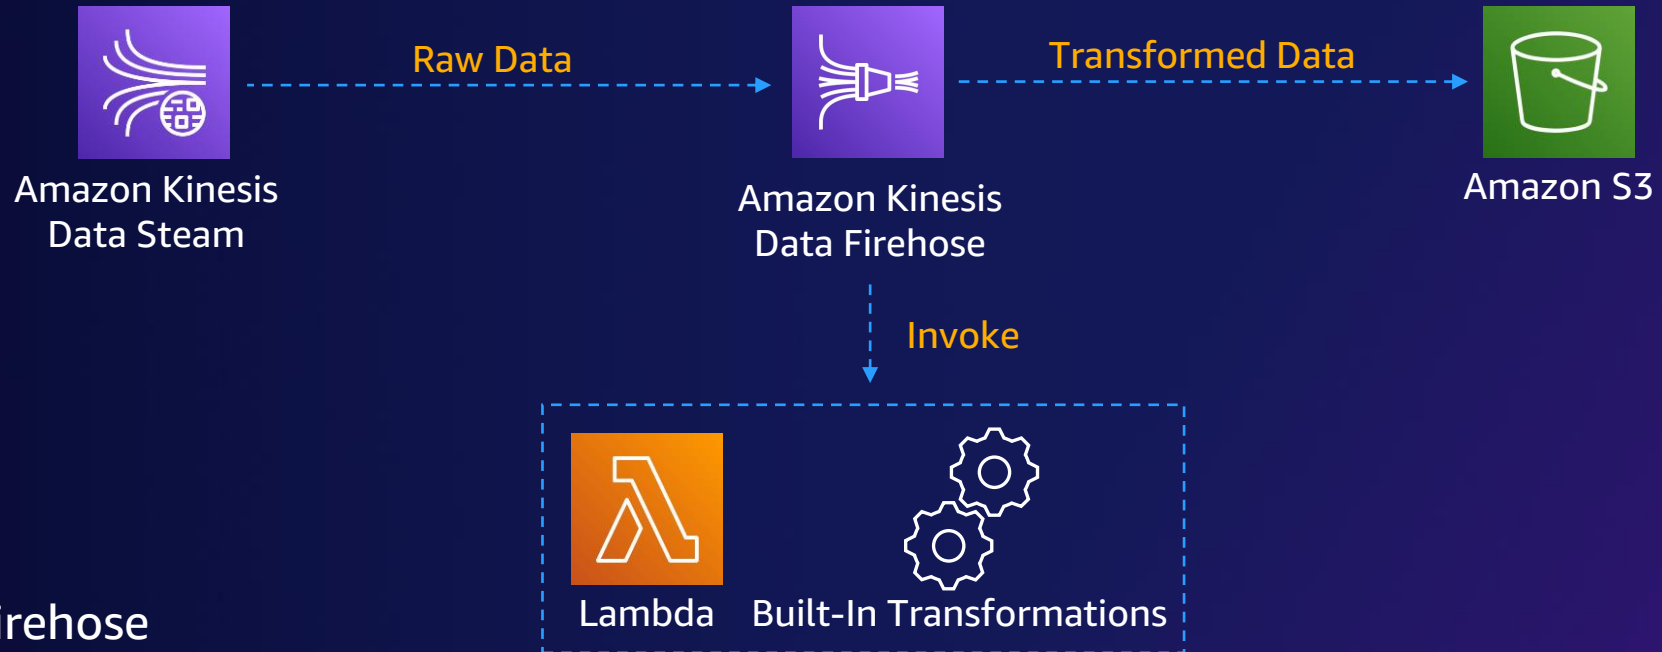 Raw Data
Transformed Data
Amazon Kinesis
Data Steam
Amazon Kinesis
Data Firehose
Amazon S3
Invoke
Lambda
Built-In Transformations
irehose